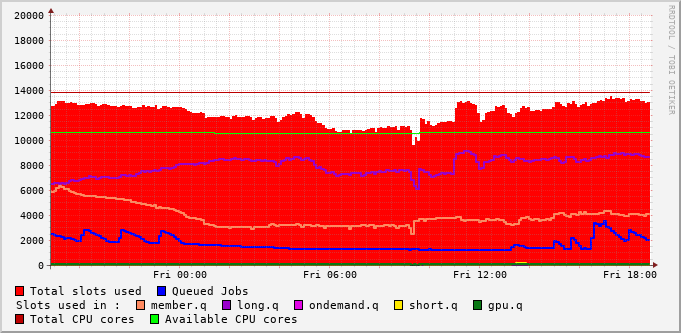 20000
18000
16000
14000
12000
10000
8000
6000
4000
2000
0
Fri 00:00 Fri 06:00 Fri 12:00 Fri 18:00
Total slots used Queued Jobs
Slots used in : member.q long.q ondemand.q short.q gpu.q
Total CPU cores Available CPU cores
RRDTOOL / TOBI OETIKER